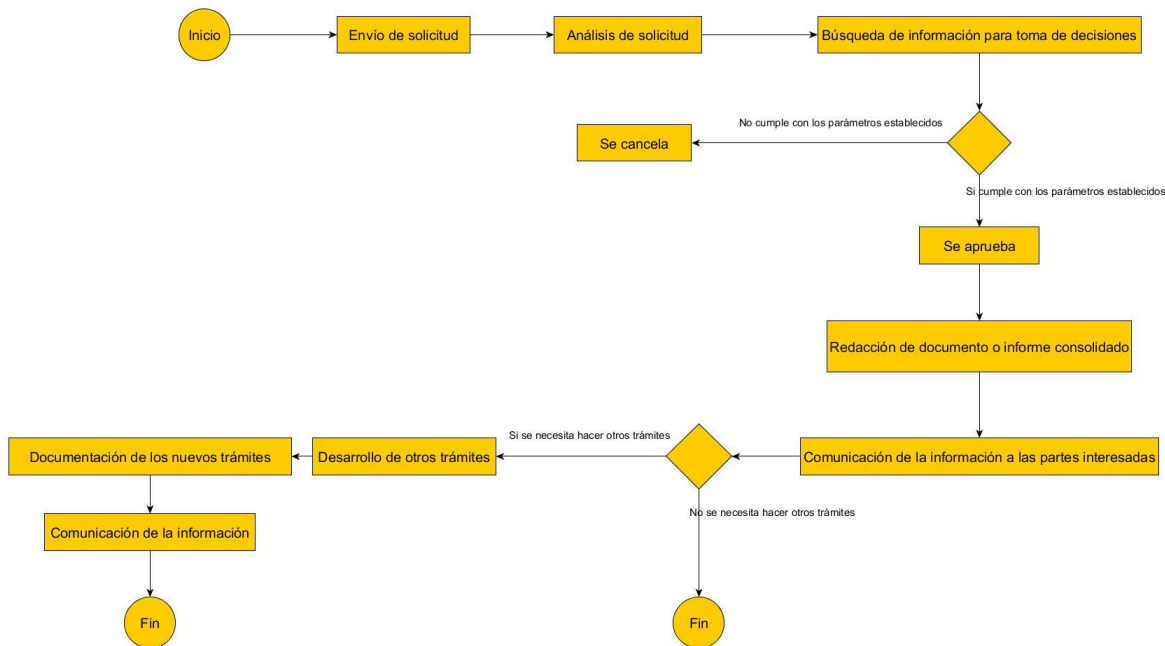 Inicio
Envío de solicitud
Análisis de solicitud
Búsqueda de información para toma de decisiones
No cumple con los parámetros establecidos
Se cancela
Si cumple con los parámetros establecidos
Se aprueba
Redacción de documento o informe consolidado
Comunicación de la información a las partes interesadas
Si se necesita hacer otros trámites
Desarrollo de otros trámites
Documentación de los nuevos trámites
No se necesita hacer otros trámites
Comunicación de la información
Fin
Fin